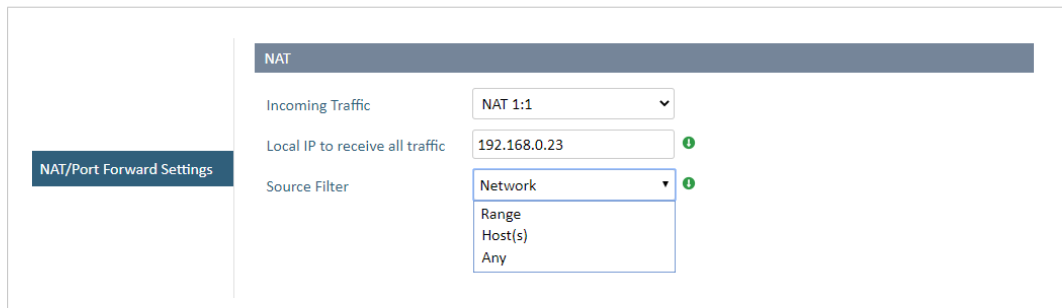 NAT
Incoming Traffic NAT 1:1
Local IP to receive all traffic 192.168.0.23
NAT/Port Forward Settings
Source Filter Network
Range
Host(s)
Any